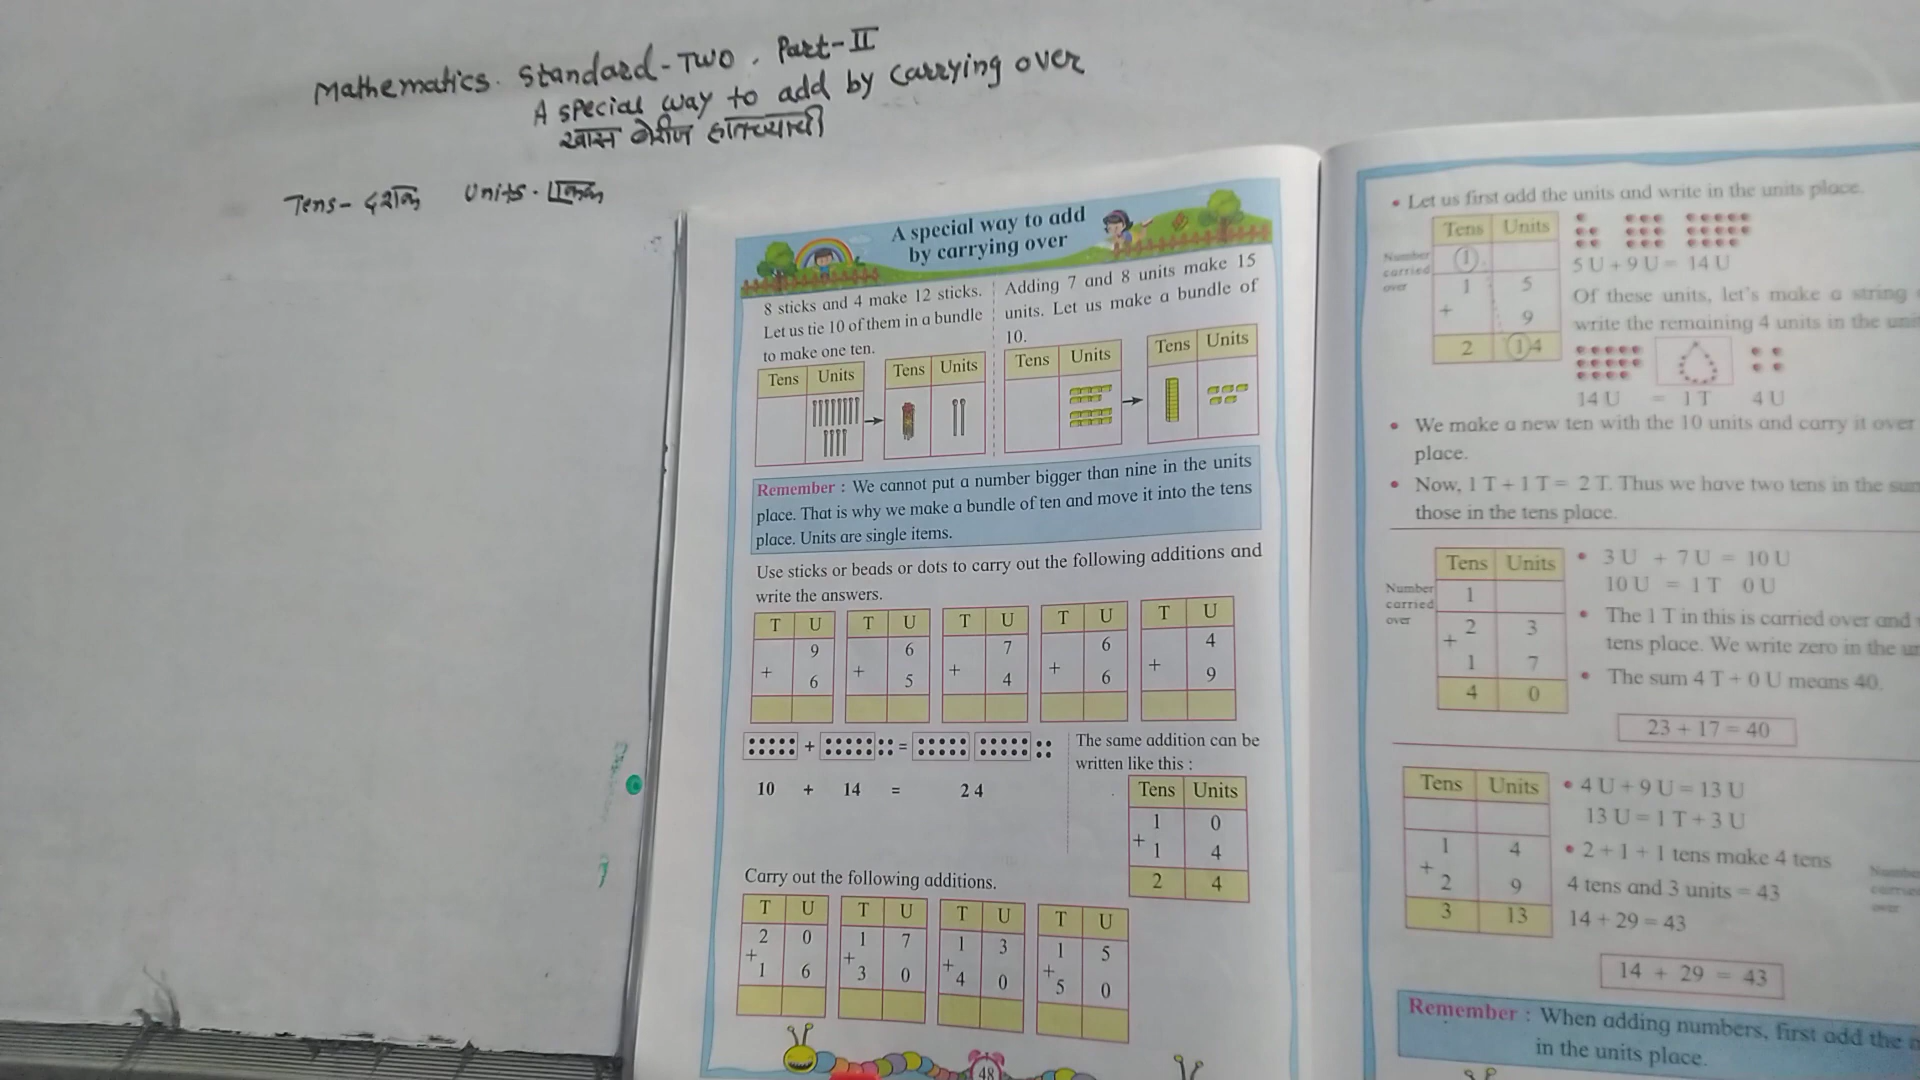 Mathematics. Standard-Two. Part-II
A special way to add by carrying over
खास बेरीज हातच्याची
Tens- दशक Units. एकक
A special way to add
by carrying over
8 sticks and 4 make 12 sticks.
Let us tie 10 of them in a bundle
to make one ten.
Tens Units
Tens Units
Adding 7 and 8 units make 15
units. Let us make a bundle of
10.
Tens Units
Tens Units
Remember : We cannot put a number bigger than nine in the units
place. That is why we make a bundle of ten and move it into the tens
place. Units are single items.
Use sticks or beads or dots to carry out the following additions and
write the answers.
T U T U T U T U T U
9 6 7 6 4
+ + + + +
6 5 4 6 9
+ =
10 + 14 = 2 4
The same addition can be
written like this :
Tens Units
1 0
+
1 4
2 4
Carry out the following additions.
T U T U T U T U
2 0 1 7 1 3 1 5
+ + + +
1 6 3 0 4 0 5 0
48
• Let us first add the units and write in the units place.
Tens Units
Number
carried
over
1
1 5
+
9
2 14
5 U + 9 U = 14 U
Of these units, let's make a string
write the remaining 4 units in the
14 U = 1 T 4 U
• We make a new ten with the 10 units and carry it over
place.
• Now, 1 T + 1 T = 2 T. Thus we have two tens in the
those in the tens place.
Tens Units
Number
carried
over
1
2 3
+
1 7
4 0
• 3 U + 7 U = 10 U
10 U = 1 T 0 U
• The 1 T in this is carried over and
tens place. We write zero in the
• The sum 4 T + 0 U means 40.
23 + 17 = 40
Tens Units
1 4
+
2 9
3 13
• 4 U + 9 U = 13 U
13 U = 1 T + 3 U
• 2 + 1 + 1 tens make 4 tens
4 tens and 3 units = 43
14 + 29 = 43
14 + 29 = 43
Remember : When adding numbers, first add the
in the units place.